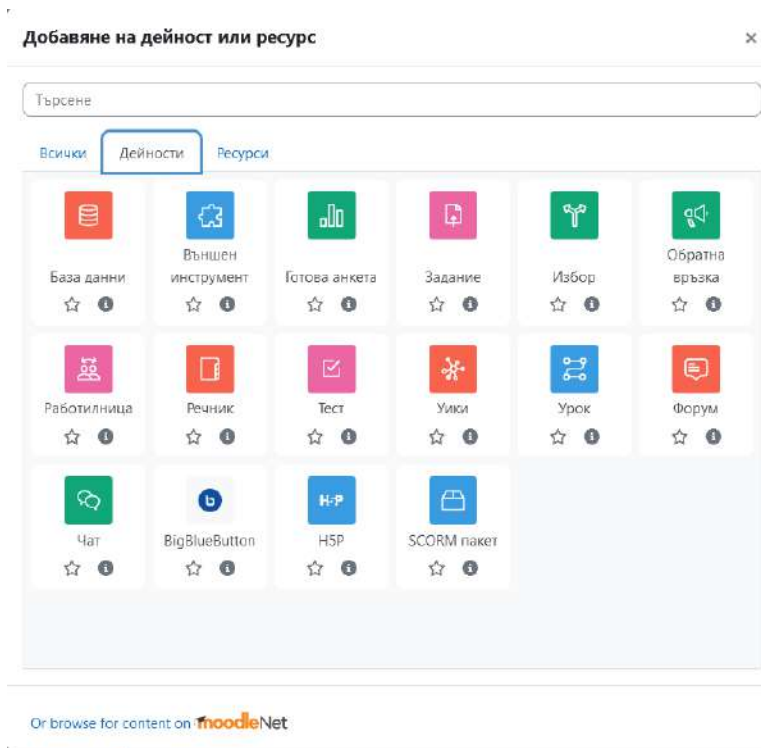 Добавяне на дейност или ресурс
Търсене
Всички Дейности Ресурси
База данни
Външен
инструмент
Готова анкета
Задание
Избор
Обратна
връзка
Работилница
Речник
Тест
Уики
Урок
Форум
Чат
BigBlueButton
H5P
H5P
SCORM пакет
Or browse for content on moodleNet